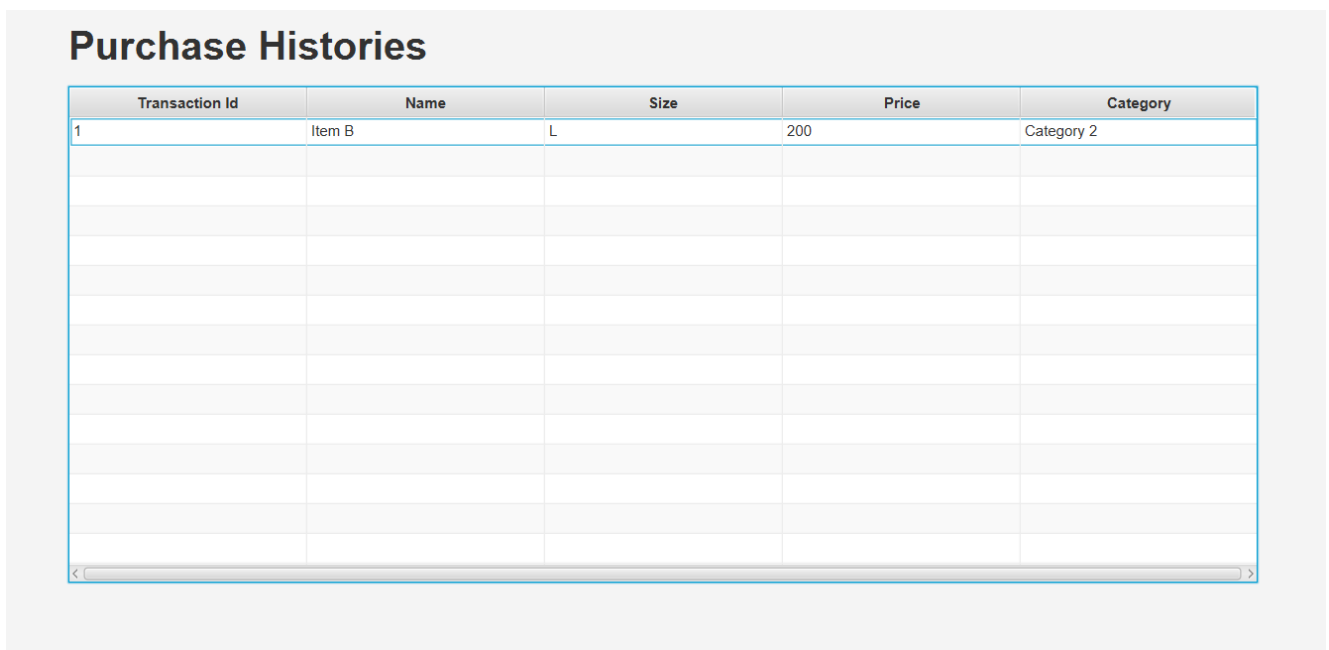 Purchase Histories
Transaction Id Name Size Price Category
1 Item B L 200 Category 2